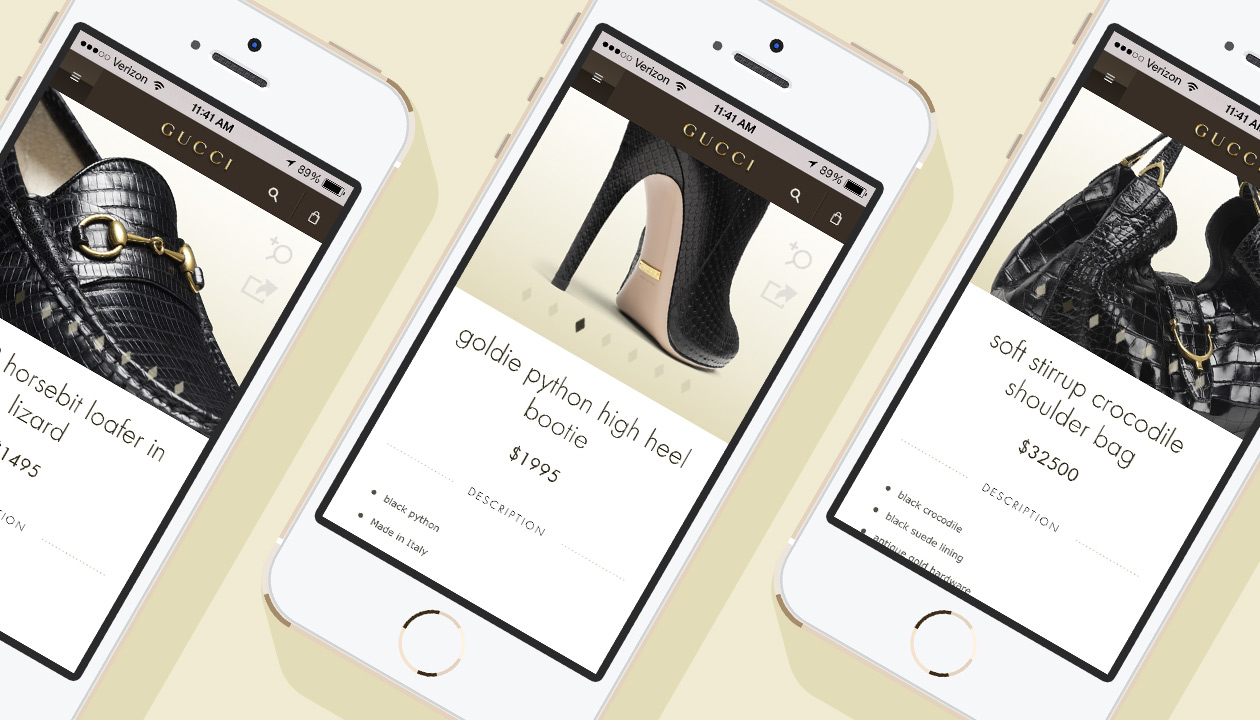 Verizon
11:41 AM
89%
GUCCI
horsebit loafer in
lizard
$1495
Verizon
11:41 AM
89%
GUCCI
goldie python high heel
bootie
$1995
DESCRIPTION
black python
Made in Italy
Verizon
11:41 AM
GUCCI
soft stirrup crocodile
shoulder bag
$32500
DESCRIPTION
black crocodile
black suede lining
antique gold hardware